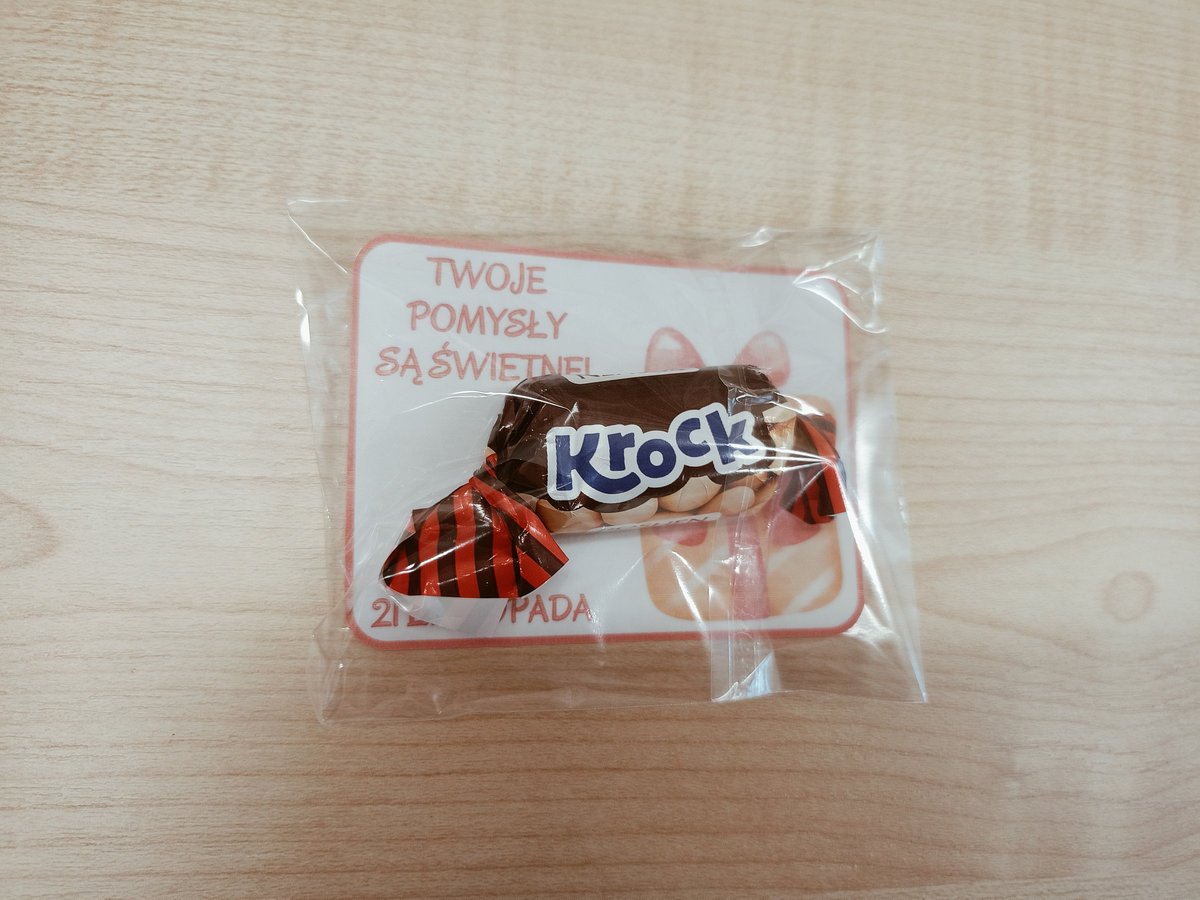 TWOJE
POMYSŁY
SĄ ŚWIETNE!
Krock
21